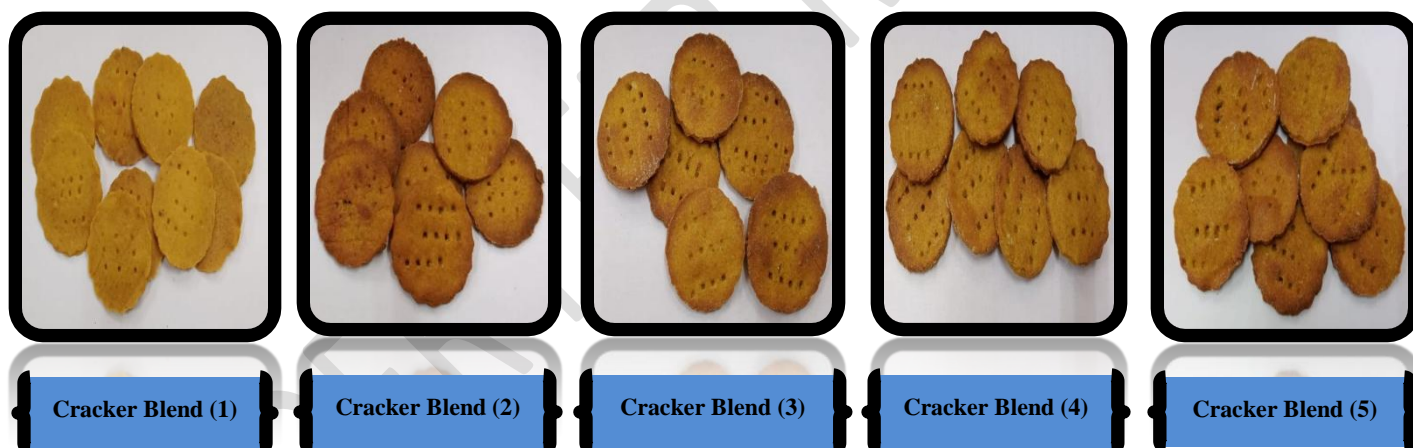 Cracker Blend (1)
Cracker Blend (2)
Cracker Blend (3)
Cracker Blend (4)
Cracker Blend (5)